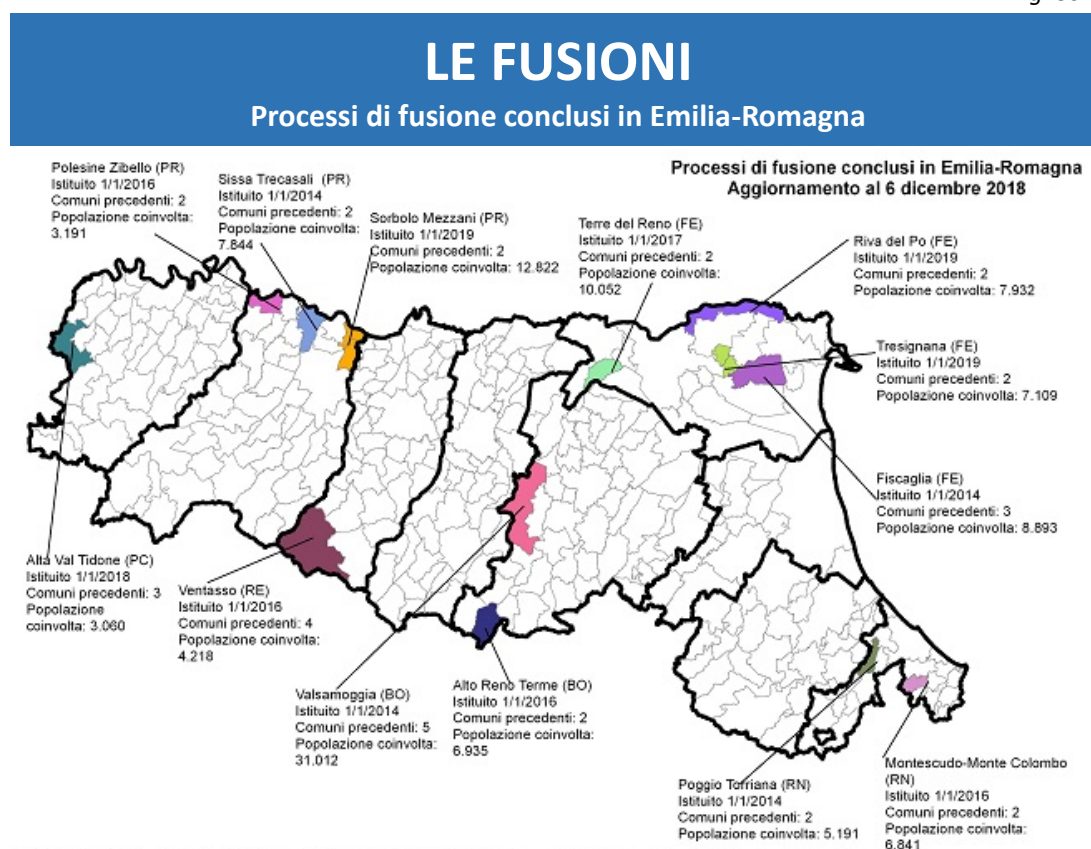 LE FUSIONI
Processi di fusione conclusi in Emilia-Romagna
Processi di fusione conclusi in Emilia-Romagna
Aggiornamento al 6 dicembre 2018
Polesine Zibello (PR)
Istituito 1/1/2016
Comuni precedenti: 2
Popolazione coinvolta:
3.191
Sissa Trecasali (PR)
Istituito 1/1/2014
Comuni precedenti: 2
Popolazione coinvolta:
7.844
Sorbolo Mezzani (PR)
Istituito 1/1/2019
Comuni precedenti: 2
Popolazione coinvolta: 12.822
Terre del Reno (FE)
Istituito 1/1/2017
Comuni precedenti: 2
Popolazione coinvolta:
10.052
Riva del Po (FE)
Istituito 1/1/2019
Comuni precedenti: 2
Popolazione coinvolta: 7.932
Tresignana (FE)
Istituito 1/1/2019
Comuni precedenti: 2
Popolazione coinvolta: 7.109
Fiscaglia (FE)
Istituito 1/1/2014
Comuni precedenti: 3
Popolazione coinvolta: 8.893
Alta Val Tidone (PC)
Istituito 1/1/2018
Comuni precedenti: 3
Popolazione
coinvolta: 3.060
Ventasso (RE)
Istituito 1/1/2016
Comuni precedenti: 4
Popolazione coinvolta:
4.218
Valsamoggia (BO)
Istituito 1/1/2014
Comuni precedenti: 5
Popolazione coinvolta:
31.012
Alto Reno Terme (BO)
Istituito 1/1/2016
Comuni precedenti: 2
Popolazione coinvolta:
6.935
Poggio Torriana (RN)
Istituito 1/1/2014
Comuni precedenti: 2
Popolazione coinvolta: 5.191
Montescudo-Monte Colombo
(RN)
Istituito 1/1/2016
Comuni precedenti: 2
Popolazione coinvolta:
6.841